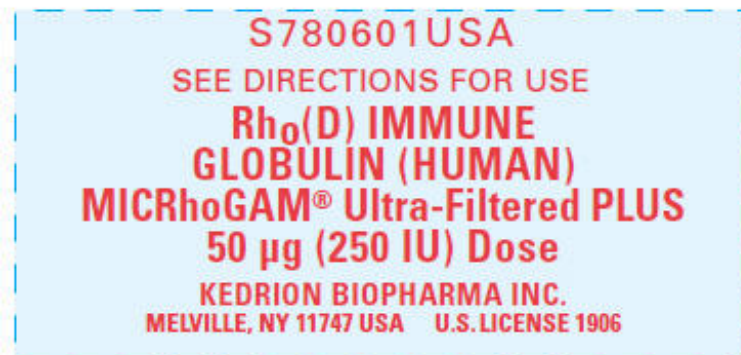 S780601USA
SEE DIRECTIONS FOR USE
Rho(D) IMMUNE
GLOBULIN (HUMAN)
MICRhoGAM® Ultra-Filtered PLUS
50 µg (250 IU) Dose
KEDRION BIOPHARMA INC.
MELVILLE, NY 11747 USA U.S. LICENSE 1906